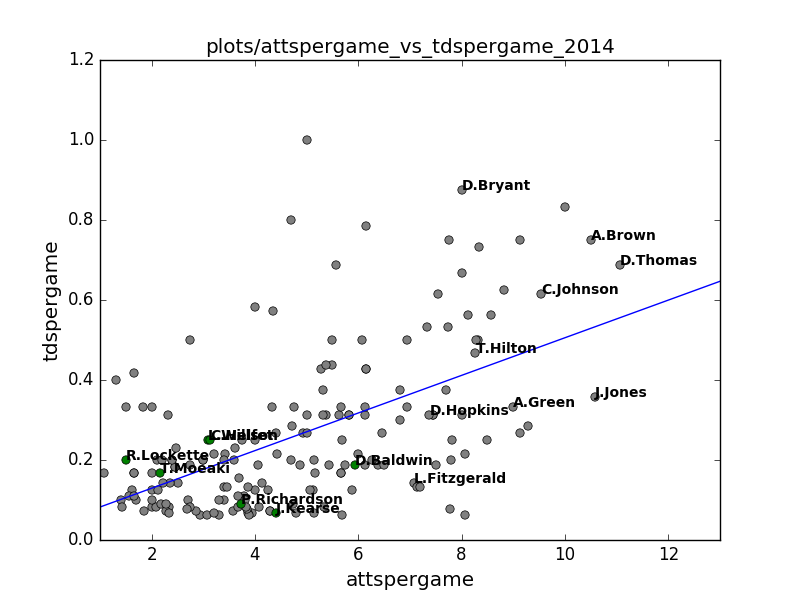 plots/attspergame_vs_tdspergame_2014
1.2
1.0
0.8
0.6
0.4
0.2
0.0
tdspergame
D.Bryant
A.Brown
D.Thomas
C.Johnson
T.Hilton
J.Jones
A.Green
D.Hopkins
R.Lockette
D.Baldwin
T.Moeaki
L.Fitzgerald
P.Richardson
J.Kearse
2 4 6 8 10 12
attspergame